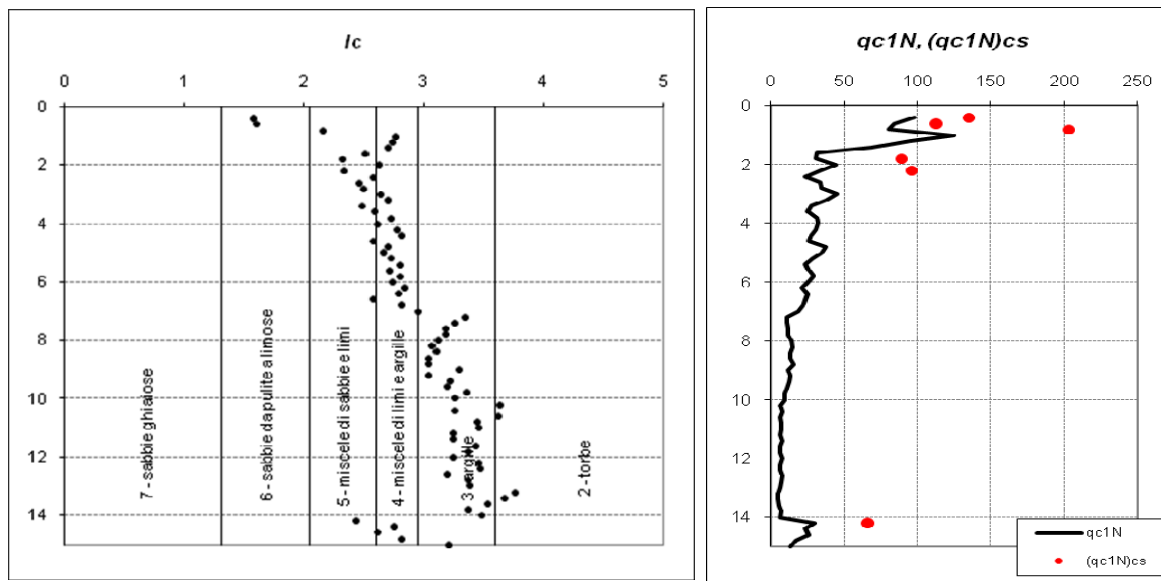 Ic
0 1 2 3 4 5
0
2
4
6
8
10
12
14
7 - sabbie ghiaiose
6 - sabbie da pulite a limose
5 - miscele di sabbie e limi
4 - miscele di limi e argille
3 - argille
2 - torbe
qc1N, (qc1N)cs
0 50 100 150 200 250
0
2
4
6
8
10
12
14
qc1N
(qc1N)cs